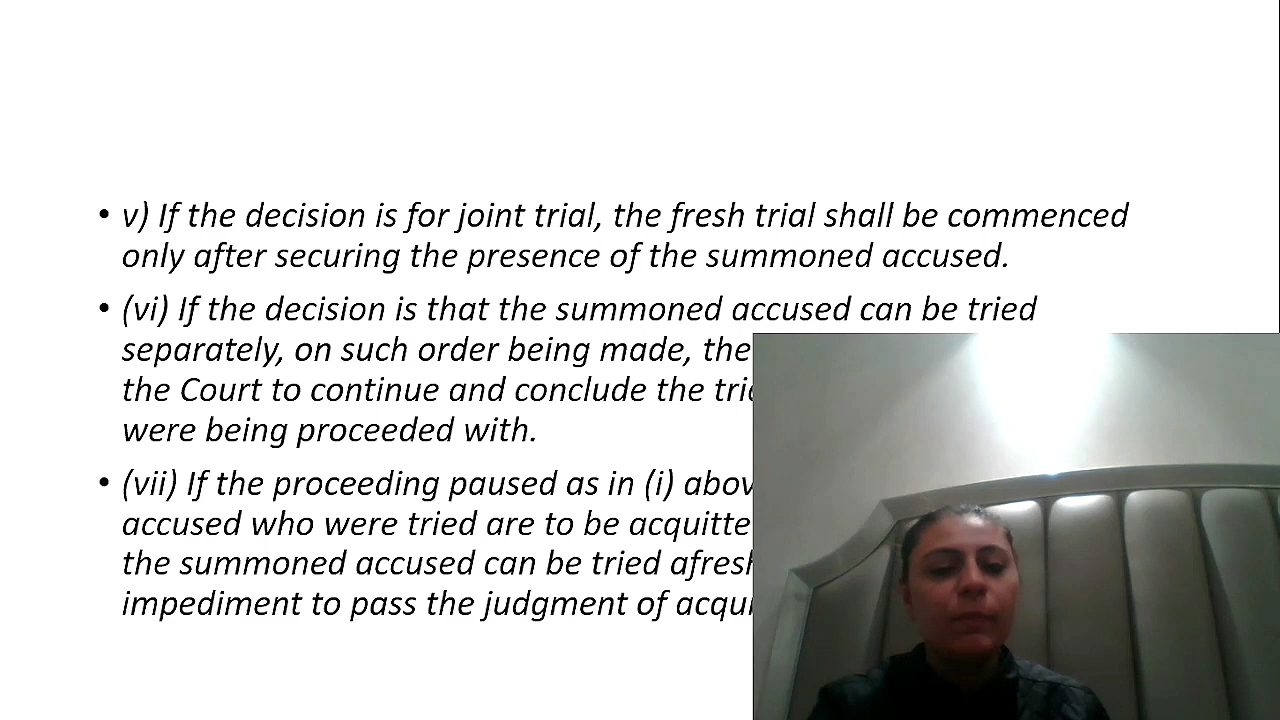 • v) If the decision is for joint trial, the fresh trial shall be commenced
only after securing the presence of the summoned accused.
• (vi) If the decision is that the summoned accused can be tried
separately, on such order being made, the
the Court to continue and conclude the
were being proceeded with.
• (vii) If the proceeding paused as in (i)
accused who were tried are to be
the summoned accused can be tried
impediment to pass the judgment of